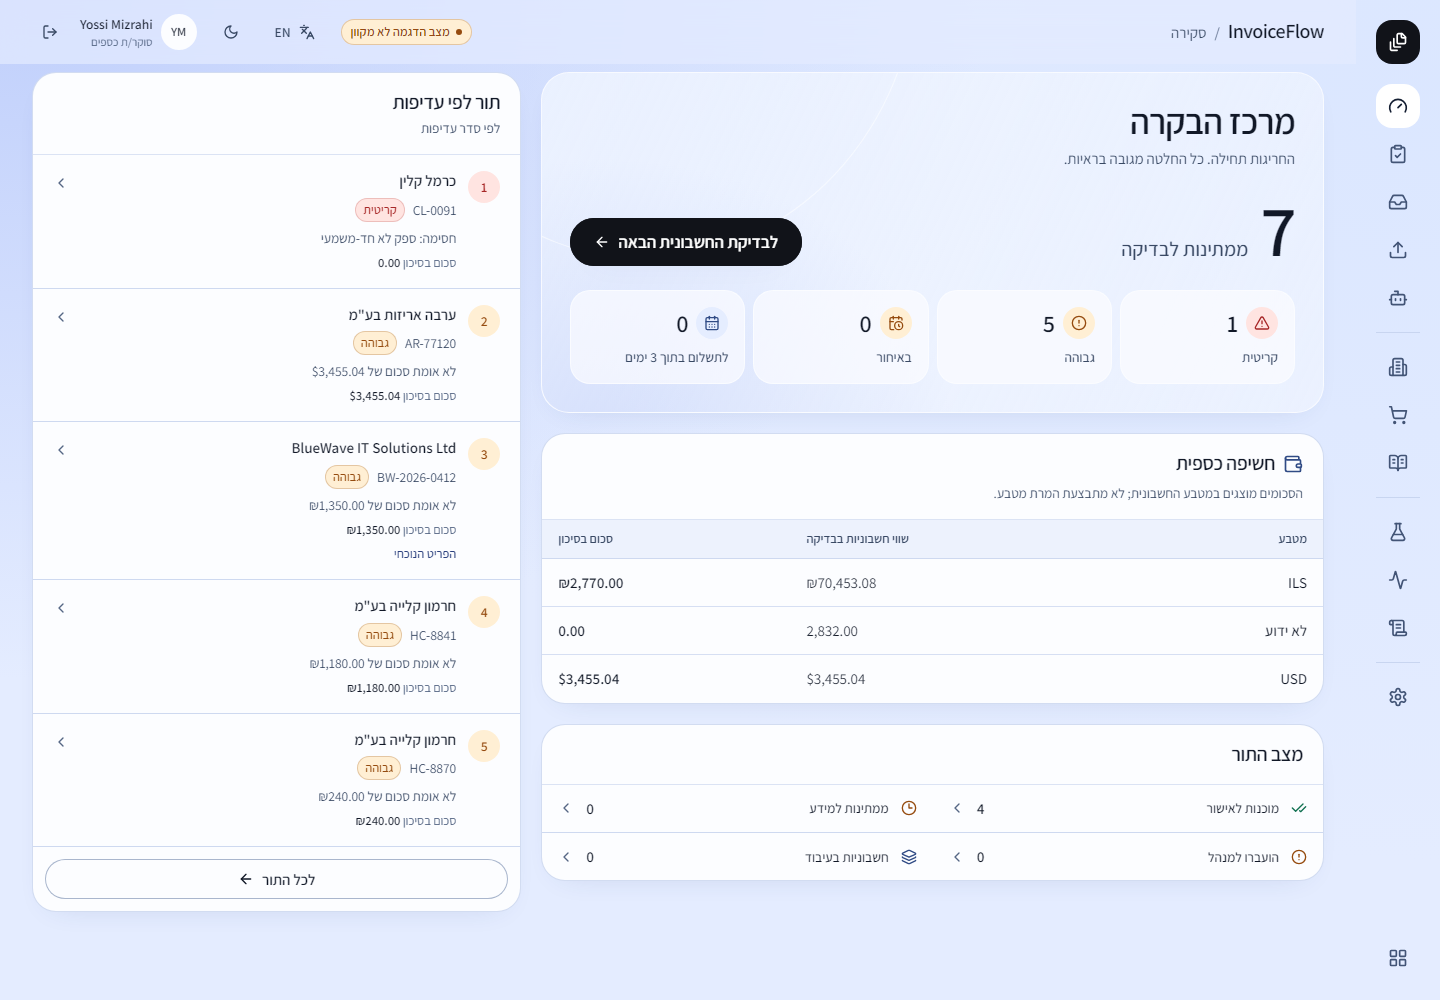 InvoiceFlow / סקירה
מצב הדגמה לא מקוון
EN
YM
Yossi Mizrahi
סוקר/ת כספים
מרכז הבקרה
החריגות תחילה. כל החלטה מגובה בראיות.
7 ממתינות לבדיקה
לבדיקת החשבונית הבאה
1
קריטית
5
גבוהה
0
באיחור
0
לתשלום בתוך 3 ימים
חשיפה כספית
הסכומים מוצגים במטבע החשבונית; לא מתבצעת המרת מטבע.
מטבע שווי חשבוניות בבדיקה סכום בסיכון
ILS ₪70,453.08 ₪2,770.00
לא ידוע 2,832.00 0.00
USD $3,455.04 $3,455.04
מצב התור
מוכנות לאישור 4
ממתינות למידע 0
הועברו למנהל 0
חשבוניות בעיבוד 0
תור לפי עדיפות
לפי סדר עדיפות
1
כרמל קלין
CL-0091 קריטית
חסימה: ספק לא חד-משמעי
סכום בסיכון 0.00
2
ערבה אריזות בע"מ
AR-77120 גבוהה
לא אומת סכום של $3,455.04
סכום בסיכון $3,455.04
3
BlueWave IT Solutions Ltd
BW-2026-0412 גבוהה
לא אומת סכום של ₪1,350.00
סכום בסיכון ₪1,350.00
הפריט הנוכחי
4
חרמון קלייה בע"מ
HC-8841 גבוהה
לא אומת סכום של ₪1,180.00
סכום בסיכון ₪1,180.00
5
חרמון קלייה בע"מ
HC-8870 גבוהה
לא אומת סכום של ₪240.00
סכום בסיכון ₪240.00
לכל התור